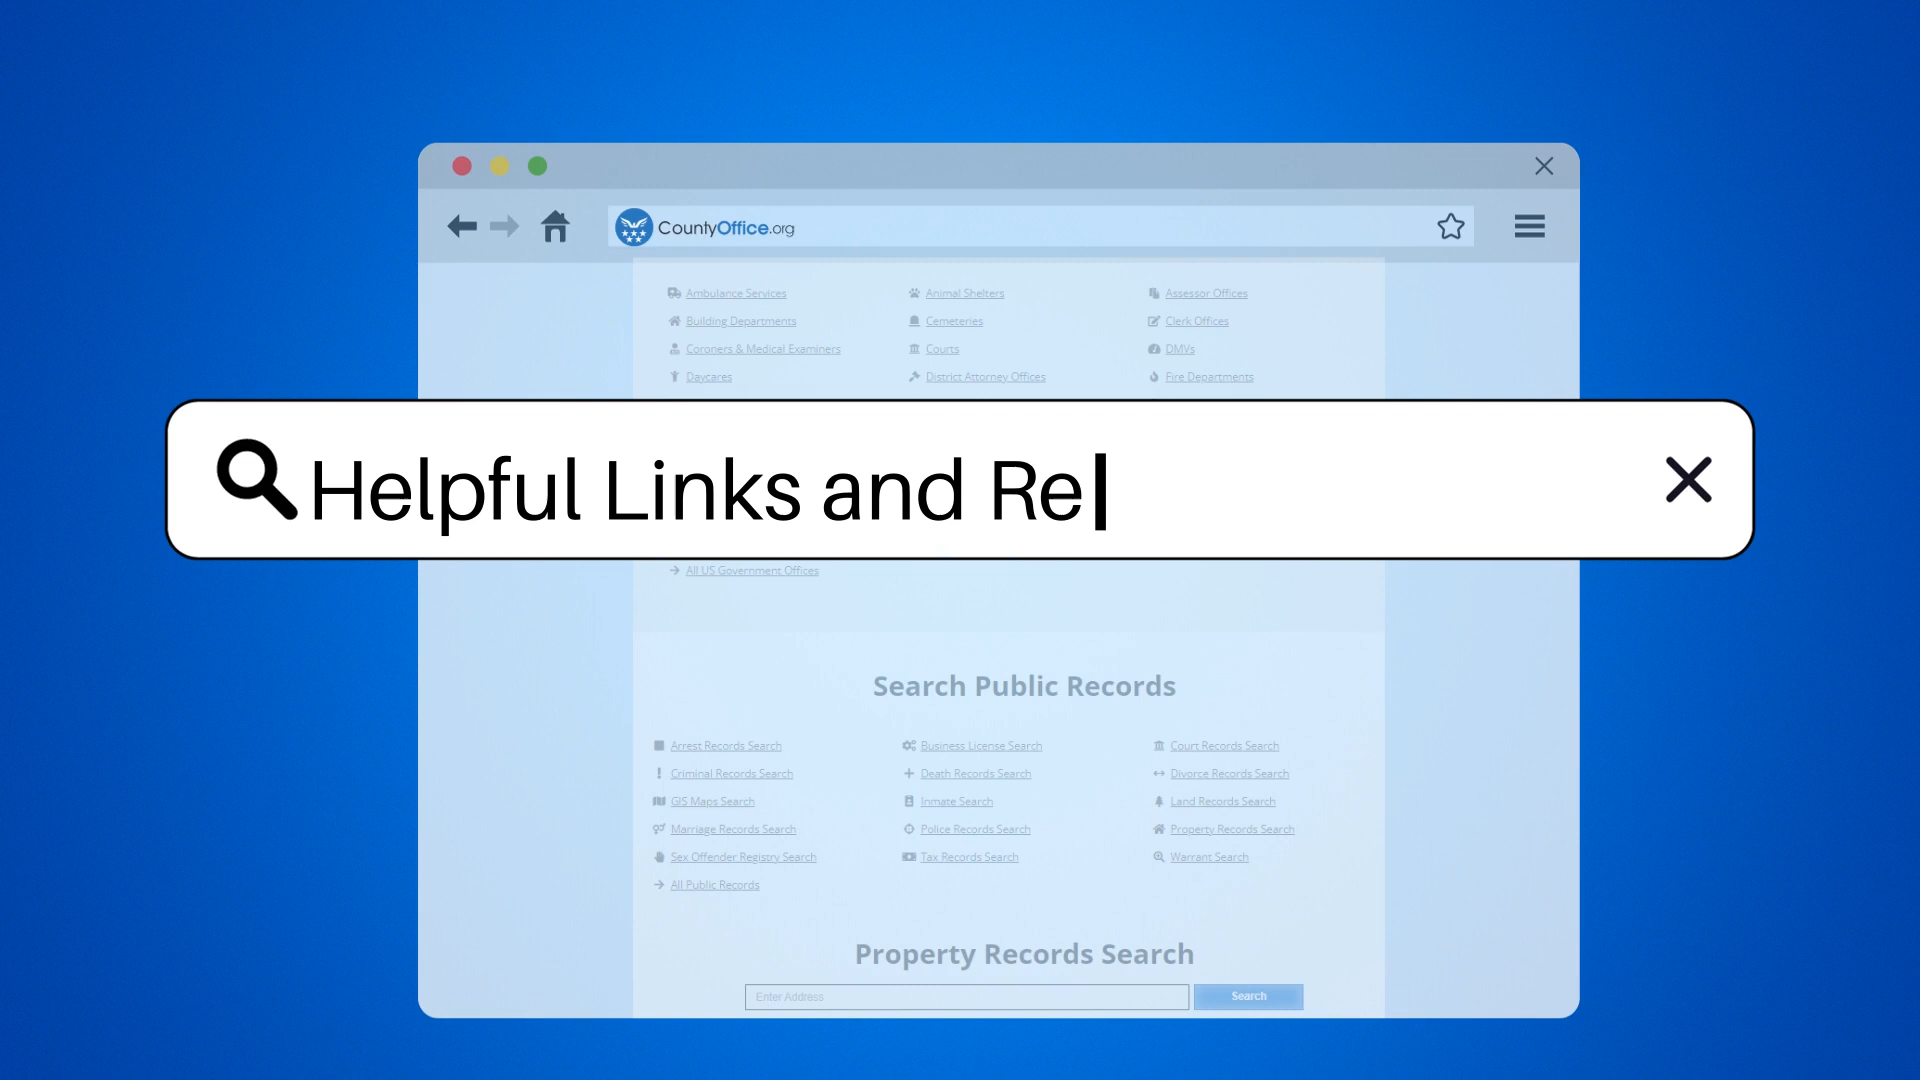 CountyOffice.org
Ambulance Services Animal Shelters Assessor Offices
Building Departments Cemeteries Clerk Offices
Coroners & Medical Examiners Courts DMVs
Daycares District Attorney Offices Fire Departments
Helpful Links and Re
All US Government Offices
Search Public Records
Arrest Records Search Business License Search Court Records Search
Criminal Records Search Death Records Search Divorce Records Search
GIS Maps Search Inmate Search Land Records Search
Marriage Records Search Police Records Search Property Records Search
Sex Offender Registry Search Tax Records Search Warrant Search
All Public Records
Property Records Search
Enter Address Search